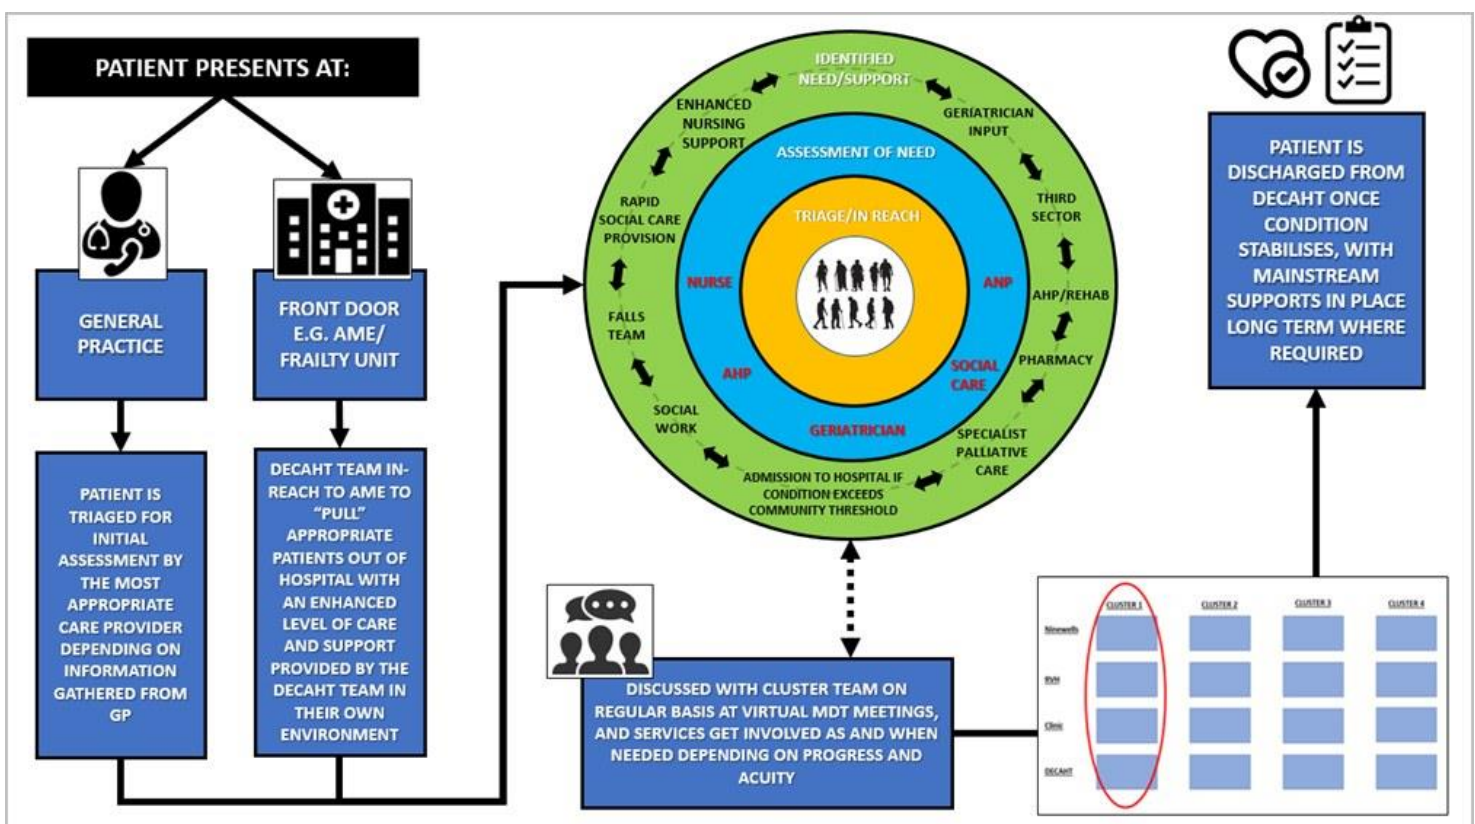 PATIENT PRESENTS AT:
GENERAL
PRACTICE
FRONT DOOR
E.G. AME/
FRAILTY UNIT
PATIENT IS
TRIAGED FOR
INITIAL
ASSESSMENT BY
THE MOST
APPROPRIATE
CARE PROVIDER
DEPENDING ON
INFORMATION
GATHERED FROM
GP
DECAHT TEAM IN-
REACH TO AME TO
“PULL”
APPROPRIATE
PATIENTS OUT OF
HOSPITAL WITH
AN ENHANCED
LEVEL OF CARE
AND SUPPORT
PROVIDED BY THE
DECAHT TEAM IN
THEIR OWN
ENVIRONMENT
IDENTIFIED
NEED/SUPPORT
GERIATRICIAN
INPUT
THIRD
SECTOR
AHP/REHAB
PHARMACY
SPECIALIST
PALLIATIVE
CARE
ADMISSION TO HOSPITAL IF
CONDITION EXCEEDS
COMMUNITY THRESHOLD
SOCIAL
WORK
FALLS
TEAM
RAPID
SOCIAL CARE
PROVISION
ENHANCED
NURSING
SUPPORT
ASSESSMENT OF NEED
NURSE
ANP
AHP
SOCIAL
CARE
GERIATRICIAN
TRIAGE/IN REACH
DISCUSSED WITH CLUSTER TEAM ON
REGULAR BASIS AT VIRTUAL MDT MEETINGS,
AND SERVICES GET INVOLVED AS AND WHEN
NEEDED DEPENDING ON PROGRESS AND
ACUITY
CLUSTER 1 CLUSTER 2 CLUSTER 3 CLUSTER 4
Ninewells
RVH
Clinic
DECAHT
PATIENT IS
DISCHARGED FROM
DECAHT ONCE
CONDITION
STABILISES, WITH
MAINSTREAM
SUPPORTS IN PLACE
LONG TERM WHERE
REQUIRED